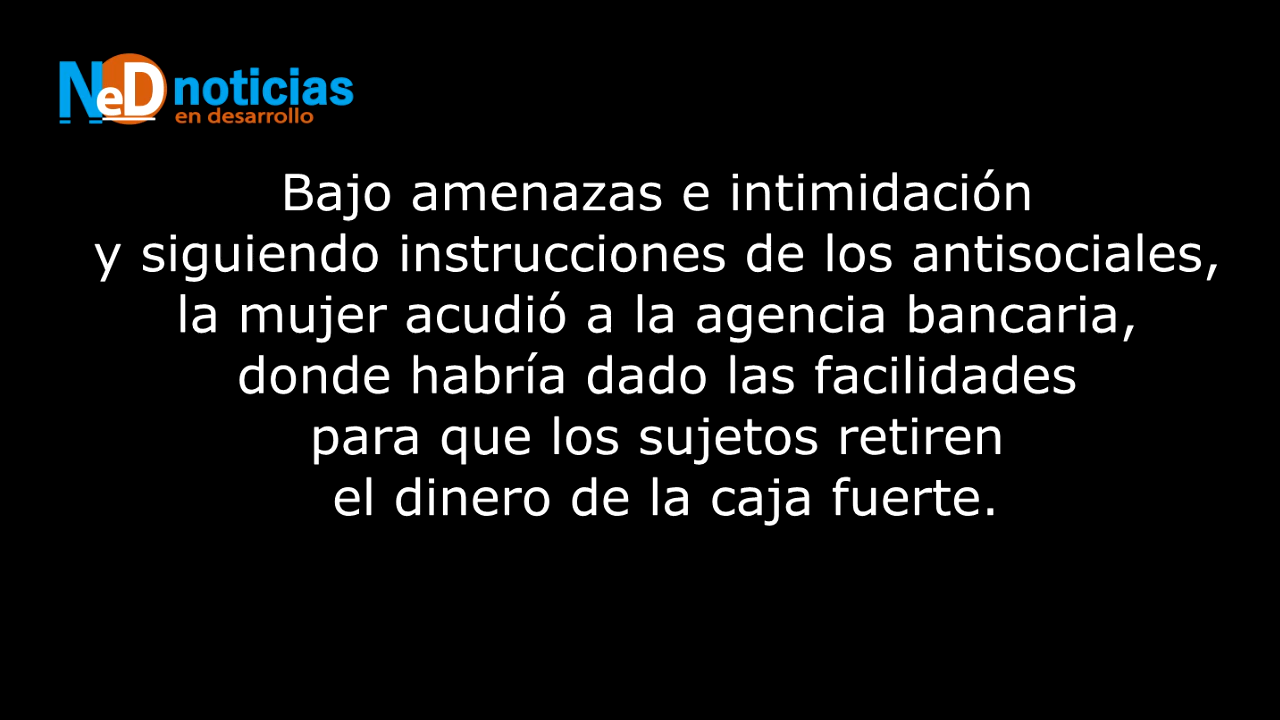 NeD noticias
en desarrollo
Bajo amenazas e intimidación
y siguiendo instrucciones de los antisociales,
la mujer acudió a la agencia bancaria,
donde habría dado las facilidades
para que los sujetos retiren
el dinero de la caja fuerte.